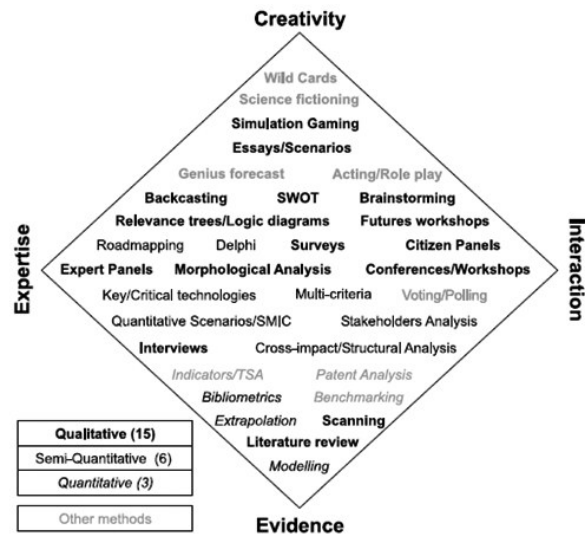 Creativity
Wild Cards
Science fictioning
Simulation Gaming
Essays/Scenarios
Genius forecast Acting/Role play
Backcasting SWOT Brainstorming
Relevance trees/Logic diagrams Futures workshops
Roadmapping Delphi Surveys Citizen Panels
Expert Panels Morphological Analysis Conferences/Workshops
Key/Critical technologies Multi-criteria Voting/Polling
Quantitative Scenarios/SMIC Stakeholders Analysis
Interviews Cross-impact/Structural Analysis
Indicators/TSA Patent Analysis
Bibliometrics Benchmarking
Extrapolation Scanning
Literature review
Modelling
Expertise
Interaction
Evidence
Qualitative (15)
Semi-Quantitative (6)
Quantitative (3)
Other methods